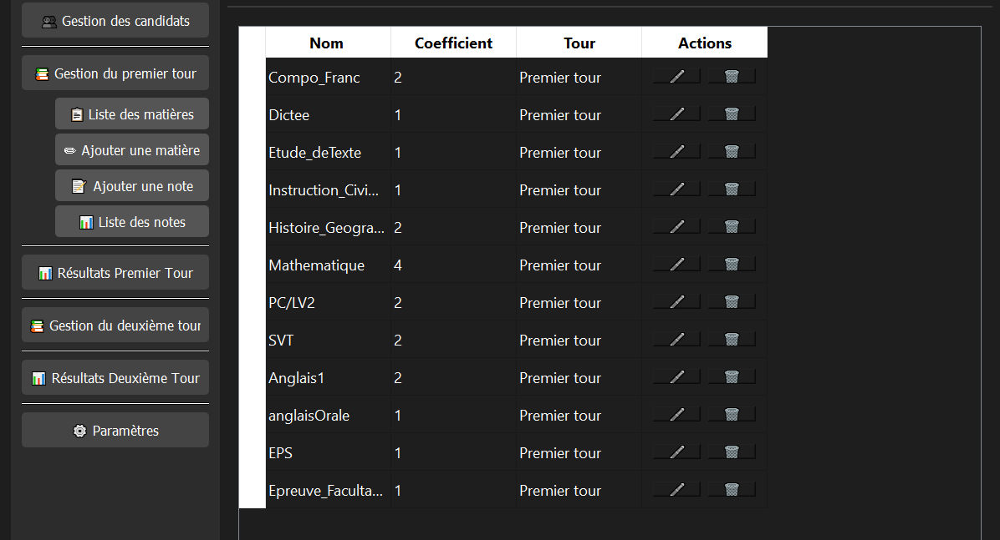 Gestion des candidats
Gestion du premier tour
Liste des matières
Ajouter une matière
Ajouter une note
Liste des notes
Résultats Premier Tour
Gestion du deuxième tour
Résultats Deuxième Tour
Paramètres
Nom Coefficient Tour Actions
Compo_Franc 2 Premier tour
Dictee 1 Premier tour
Etude_deTexte 1 Premier tour
Instruction_Civi... 1 Premier tour
Histoire_Geogra... 2 Premier tour
Mathematique 4 Premier tour
PC/LV2 2 Premier tour
SVT 2 Premier tour
Anglais1 2 Premier tour
anglaisOrale 1 Premier tour
EPS 1 Premier tour
Epreuve_Faculta... 1 Premier tour